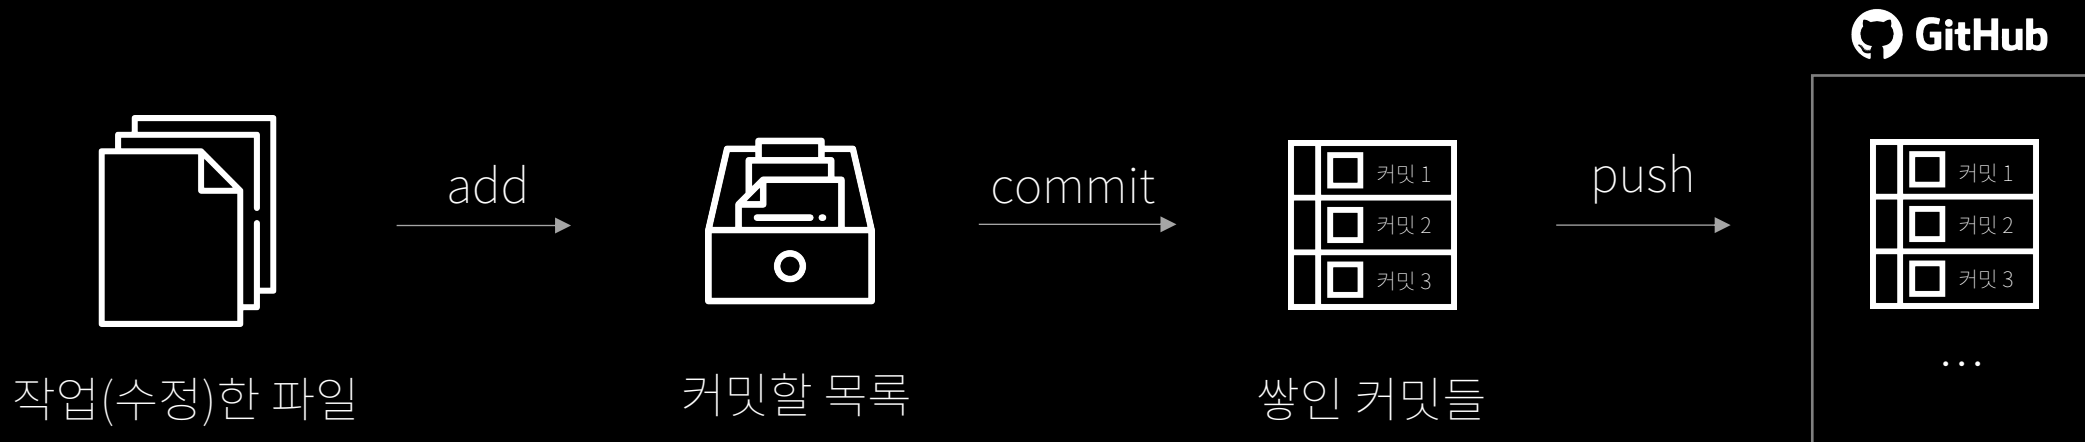 GitHub
add
commit
push
커밋 1
커밋 2
커밋 3
커밋 1
커밋 2
커밋 3
...
작업(수정)한 파일
커밋할 목록
쌓인 커밋들